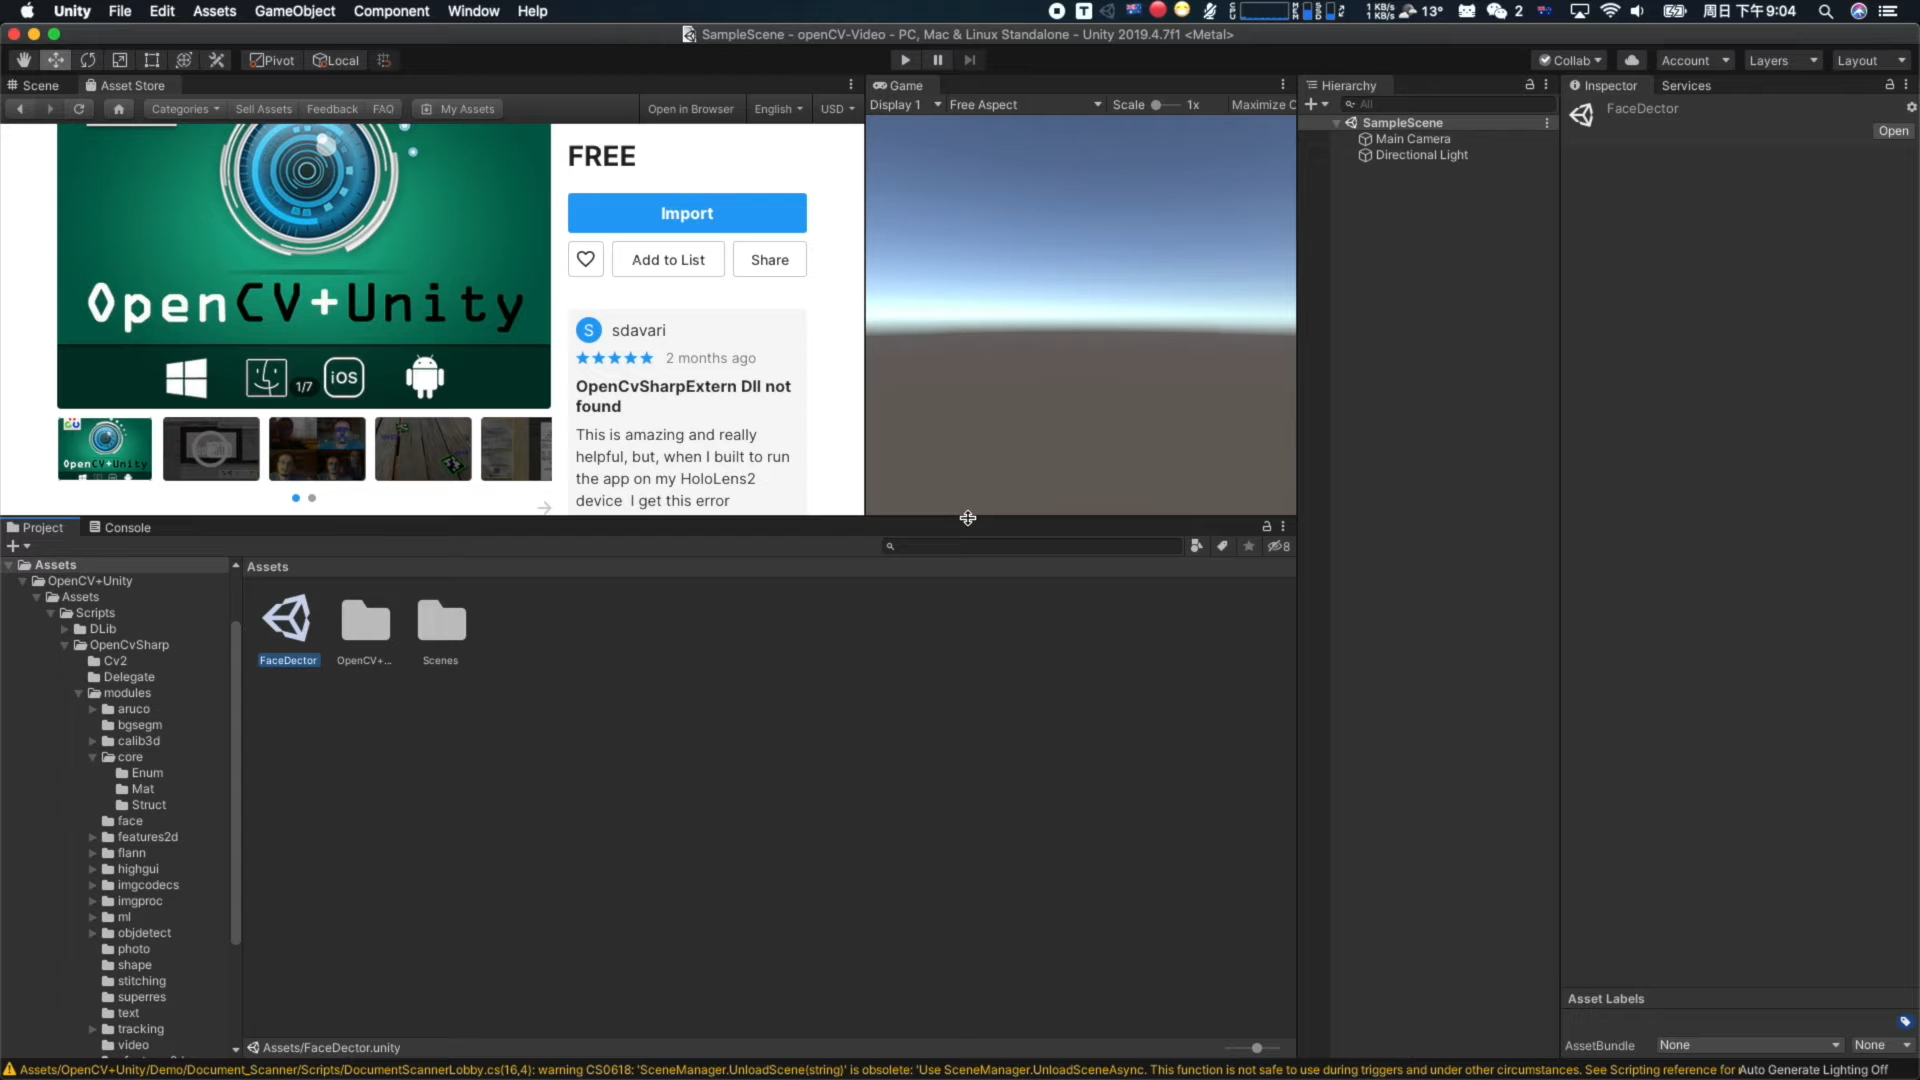 Unity File Edit Assets GameObject Component Window Help
1 KB/s
1 KB/s
13°
2
周日下午9:04
SampleScene - openCV-Video - PC, Mac & Linux Standalone - Unity 2019.4.7f1 <Metal>
Pivot Local
Collab Account Layers Layout
Scene Asset Store
Categories Sell Assets Feedback FAQ My Assets
Open in Browser English USD
OpenCV+Unity
iOS
1/7
FREE
Import
Add to List Share
S sdavari
2 months ago
OpenCvSharpExtern Dll not
found
This is amazing and really
helpful, but, when I built to run
the app on my HoloLens2
device I get this error
Game
Display 1 Free Aspect Scale 1x Maximize C
Hierarchy
All
SampleScene
Main Camera
Directional Light
Inspector Services
FaceDector
Open
Project Console
8
Assets
OpenCV+Unity
Assets
Scripts
DLib
OpenCvSharp
Cv2
Delegate
modules
aruco
bgsegm
calib3d
core
Enum
Mat
Struct
face
features2d
flann
highgui
imgcodecs
imgproc
ml
objdetect
photo
shape
stitching
superres
text
tracking
video
Assets
FaceDector OpenCV+... Scenes
Assets/FaceDector.unity
Asset Labels
AssetBundle None None
Assets/OpenCV+Unity/Demo/Document_Scanner/Scripts/DocumentScannerLobby.cs(16,4): warning CS0618: 'SceneManager.UnloadScene(string)' is obsolete: 'Use SceneManager.UnloadSceneAsync. This function is not safe to use during triggers and under other circumstances. See Scripting reference for
Auto Generate Lighting Off